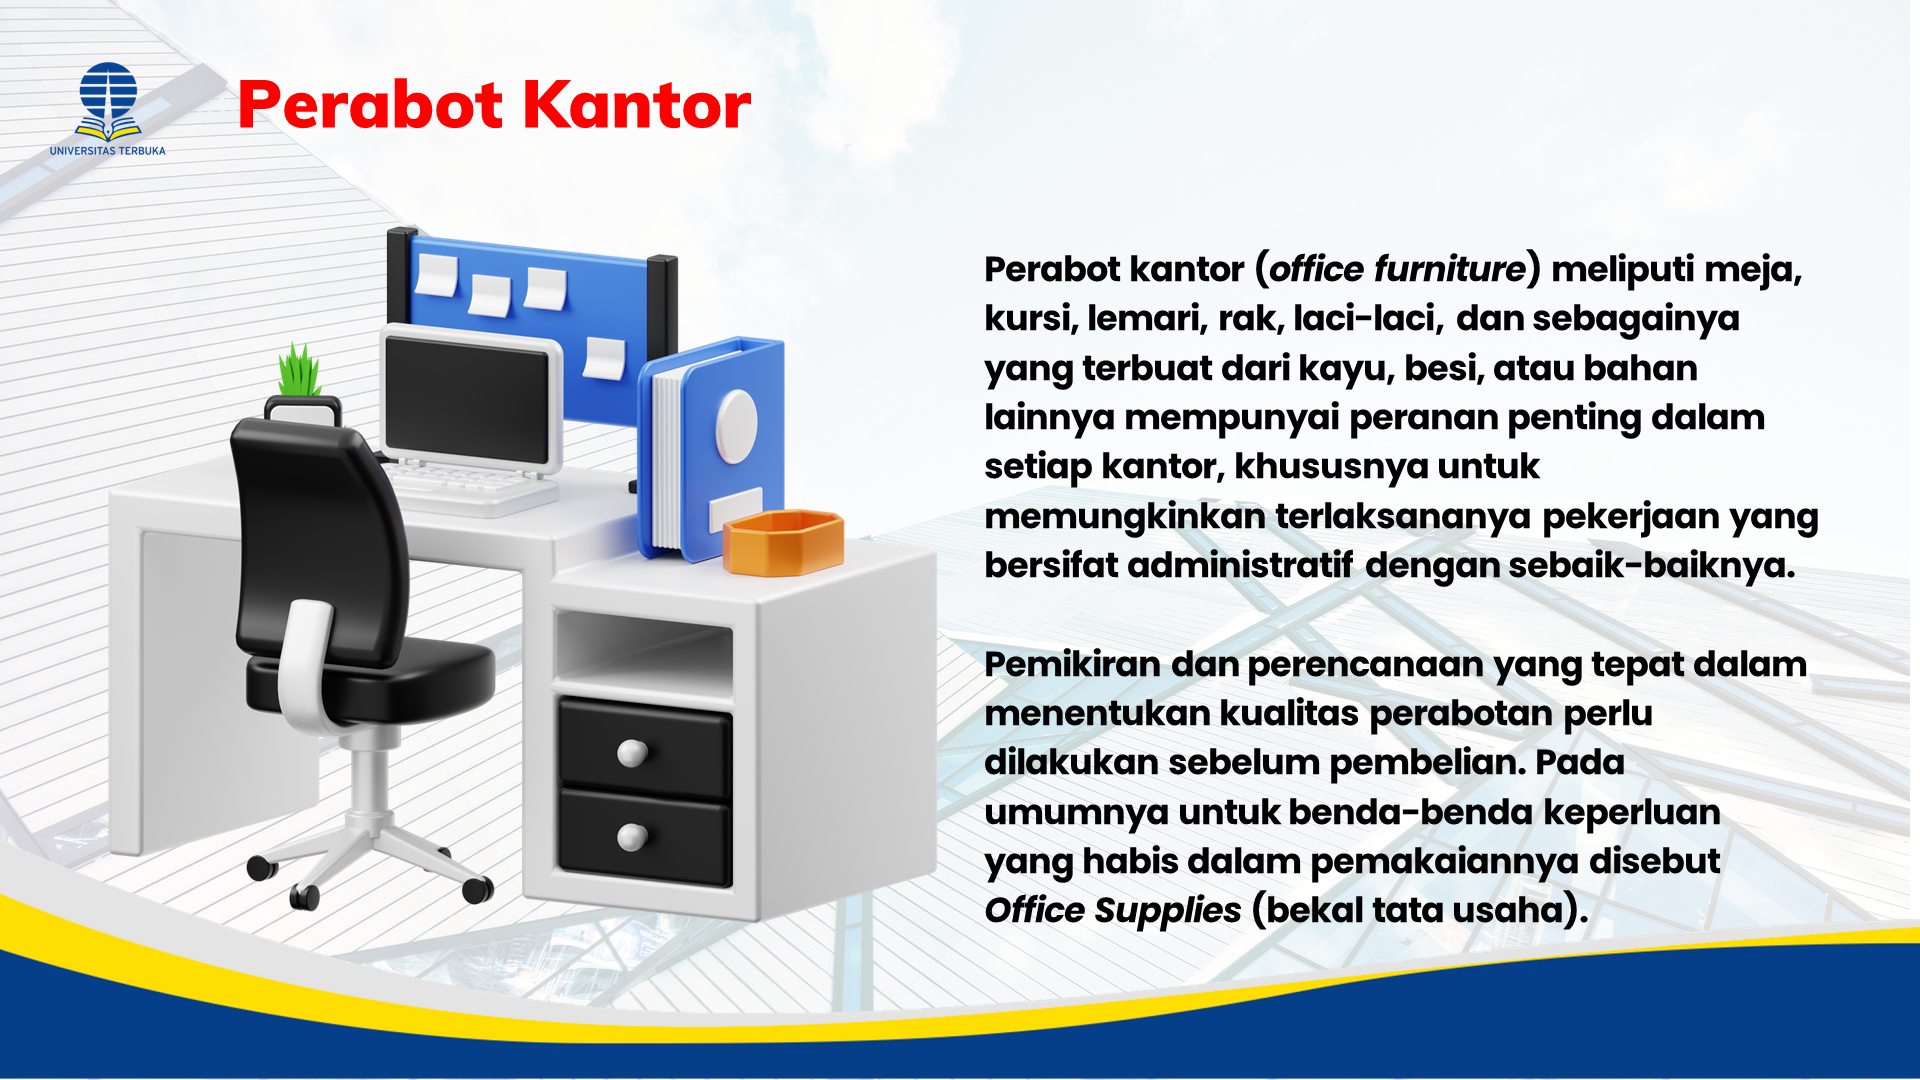 UNIVERSITAS TERBUKA
Perabot Kantor
Perabot kantor (office furniture) meliputi meja,
kursi, lemari, rak, laci-laci, dan sebagainya
yang terbuat dari kayu, besi, atau bahan
lainnya mempunyai peranan penting dalam
setiap kantor, khususnya untuk
memungkinkan terlaksananya pekerjaan yang
bersifat administratif dengan sebaik-baiknya.
Pemikiran dan perencanaan yang tepat dalam
menentukan kualitas perabotan perlu
dilakukan sebelum pembelian. Pada
umumnya untuk benda-benda keperluan
yang habis dalam pemakaiannya disebut
Office Supplies (bekal tata usaha).